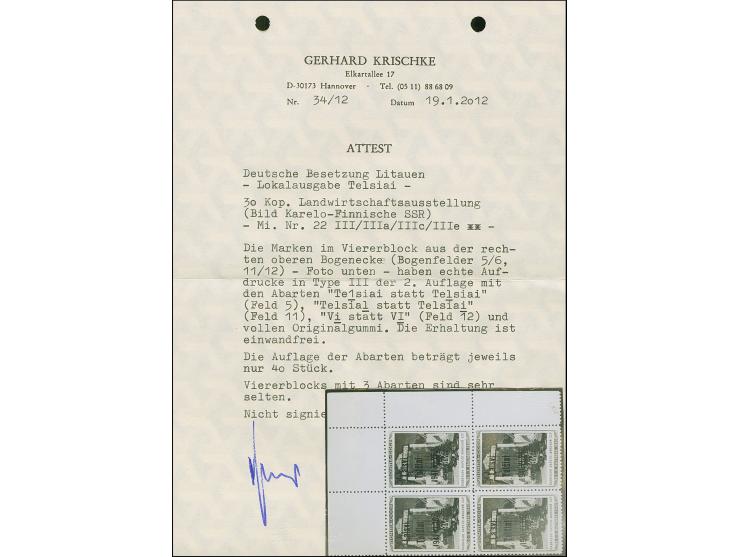 GERHARD KRISCHKE
Elkartallee 17
D-30173 Hannover - Tel. (05 11) 88 68 09
Nr. 34/12 Datum 19.1.2o12
ATTEST
Deutsche Besetzung Litauen
- Lokalausgabe Telsiai -
3o Kop. Landwirtschaftsausstellung
(Bild Karelo-Finnische SSR)
- Mi. Nr. 22 III/IIIa/IIIc/IIIe ** -
Die Marken im Viererblock aus der rech-
ten oberen Bogenecke (Bogenfelder 5/6,
11/12) - Foto unten - haben echte Auf-
drucke in Type III der 2. Auflage mit
den Abarten "Te1siai statt Telsiai"
(Feld 5), "Telsial statt Telsiai"
(Feld 11), "Vi statt VI" (Feld 12) und
vollen Originalgummi. Die Erhaltung ist
einwandfrei.
Die Auflage der Abarten beträgt jeweils
nur 4o Stück.
Viererblocks mit 3 Abarten sind sehr
selten.
Nicht signie